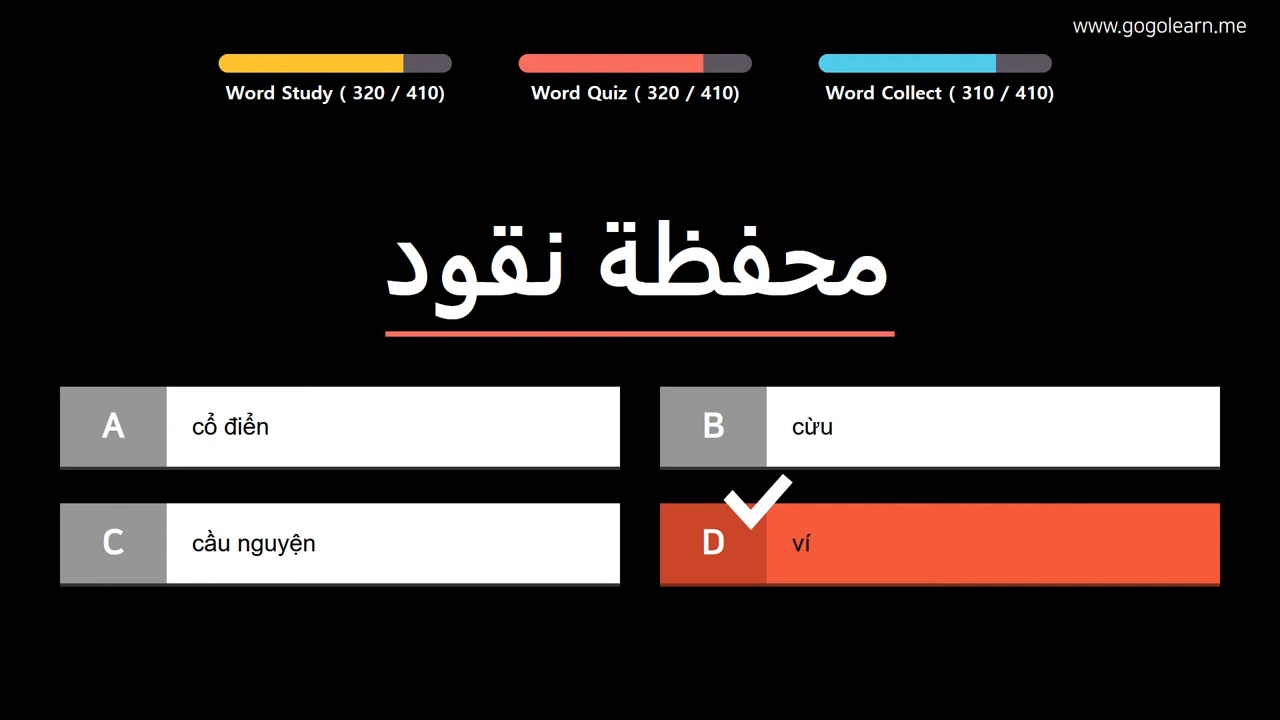 www.gogolearn.me
Word Study ( 320 / 410)
Word Quiz ( 320 / 410)
Word Collect ( 310 / 410)
محفظة نقود
A cổ điển
B cừu
C cầu nguyện
D ví